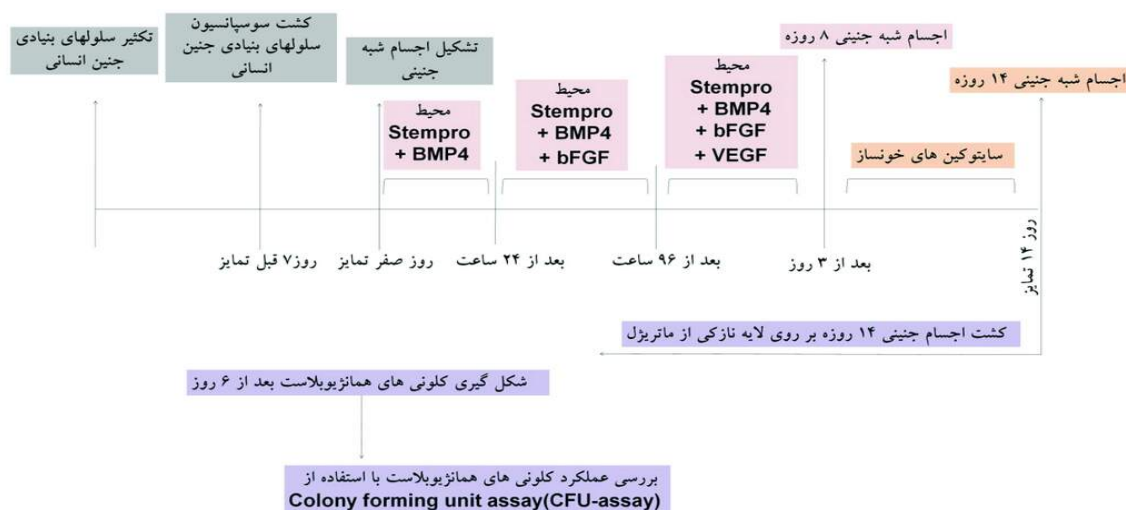 تکثیر سلولهای بنیادی
جنین انسانی
کشت سوسپانسیون
سلولهای بنیادی جنین
انسانی
تشکیل اجسام شبه
جنینی
محیط
Stempro
+ BMP4
محیط
Stempro
+ BMP4
+ bFGF
محیط
Stempro
+ BMP4
+ bFGF
+ VEGF
اجسام شبه جنینی ۸ روزه
اجسام شبه جنینی ۱۴ روزه
سایتوکین های خونساز
روز۷ قبل تمایز
روز صفر تمایز
بعد از ۲۴ ساعت
بعد از ۹۶ ساعت
بعد از ۳ روز
روز ۱۴ تمایز
کشت اجسام جنینی ۱۴ روزه بر روی لایه نازکی از ماتریژل
شکل گیری کلونی های همانژیوبلاست بعد از ۶ روز
بررسی عملکرد کلونی های همانژیوبلاست با استفاده از
Colony forming unit assay(CFU-assay)